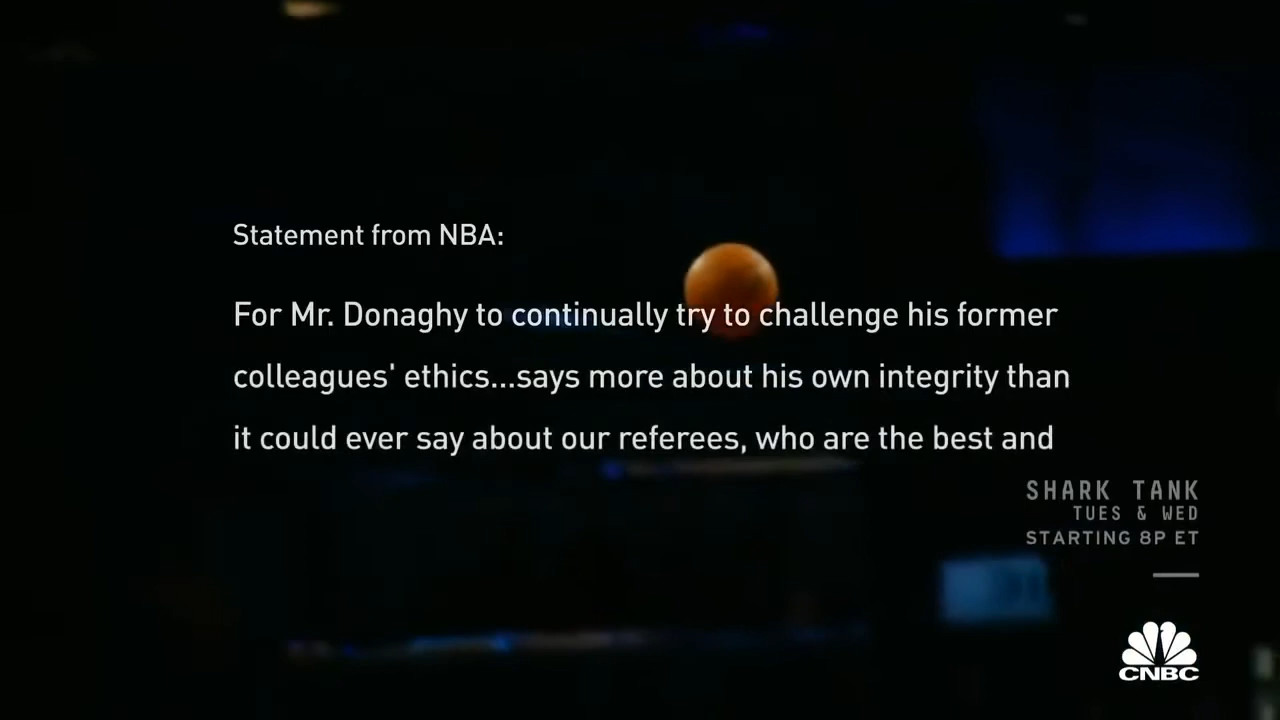 Statement from NBA:
For Mr. Donaghy to continually try to challenge his former
colleagues' ethics...says more about his own integrity than
it could ever say about our referees, who are the best and
SHARK TANK
TUES & WED
STARTING 8P ET
CNBC